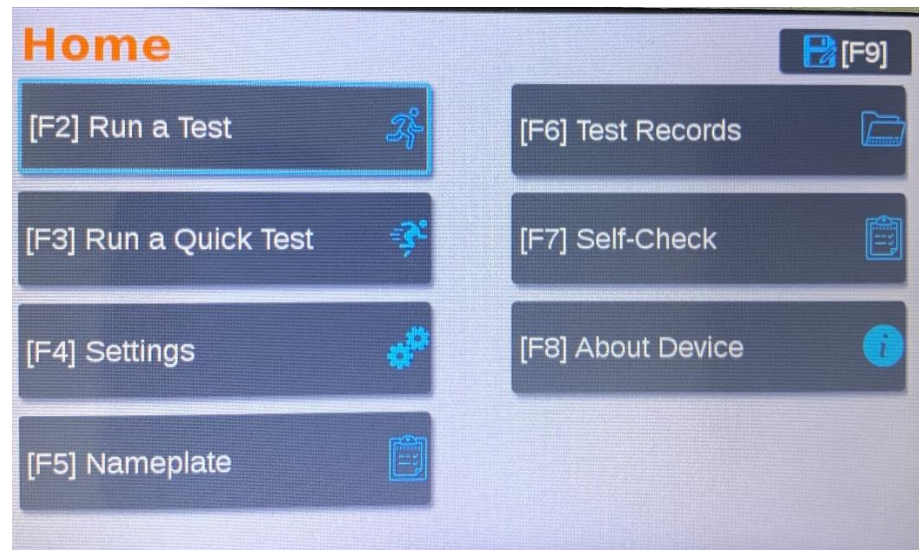 Home
[F9]
[F2] Run a Test
[F3] Run a Quick Test
[F4] Settings
[F5] Nameplate
[F6] Test Records
[F7] Self-Check
[F8] About Device